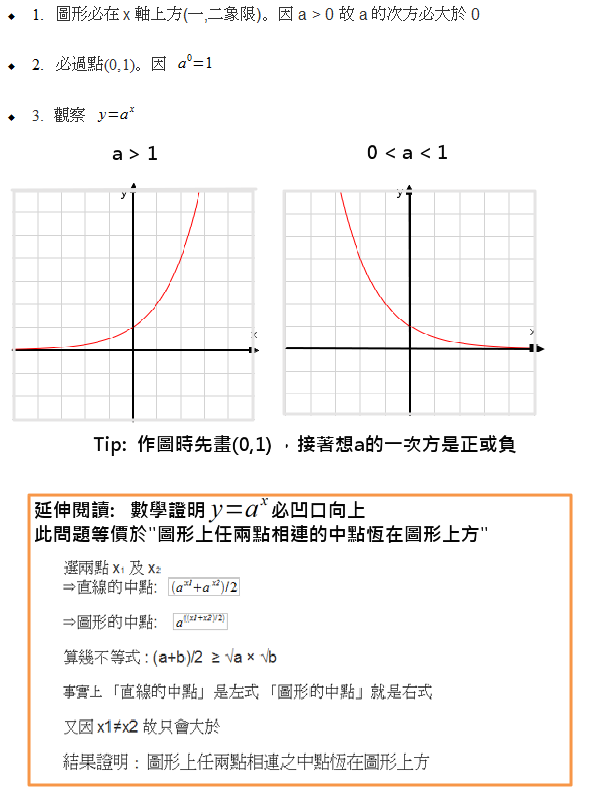 ◆ 1. 圖形必在 x 軸上方(一,二象限)。因 a > 0 故 a 的次方必大於 0
◆ 2. 必過點(0,1)。因 a⁰=1
◆ 3. 觀察 y=aˣ
a > 1
0 < a < 1
y
x
y
x
Tip: 作圖時先畫(0,1) ，接著想a的一次方是正或負
延伸閱讀: 數學證明 y=aˣ 必凹口向上
此問題等價於"圖形上任兩點相連的中點恆在圖形上方"
選兩點 x₁ 及 x₂
⇒直線的中點: (a^{x1}+a^{x2})/2
⇒圖形的中點: a^{((x1+x2)/2)}
算幾不等式 : (a+b)/2 ≥ √a × √b
事實上 「直線的中點」是左式 「圖形的中點」就是右式
又因 x1≠x2 故只會大於
結果證明 : 圖形上任兩點相連之中點恆在圖形上方